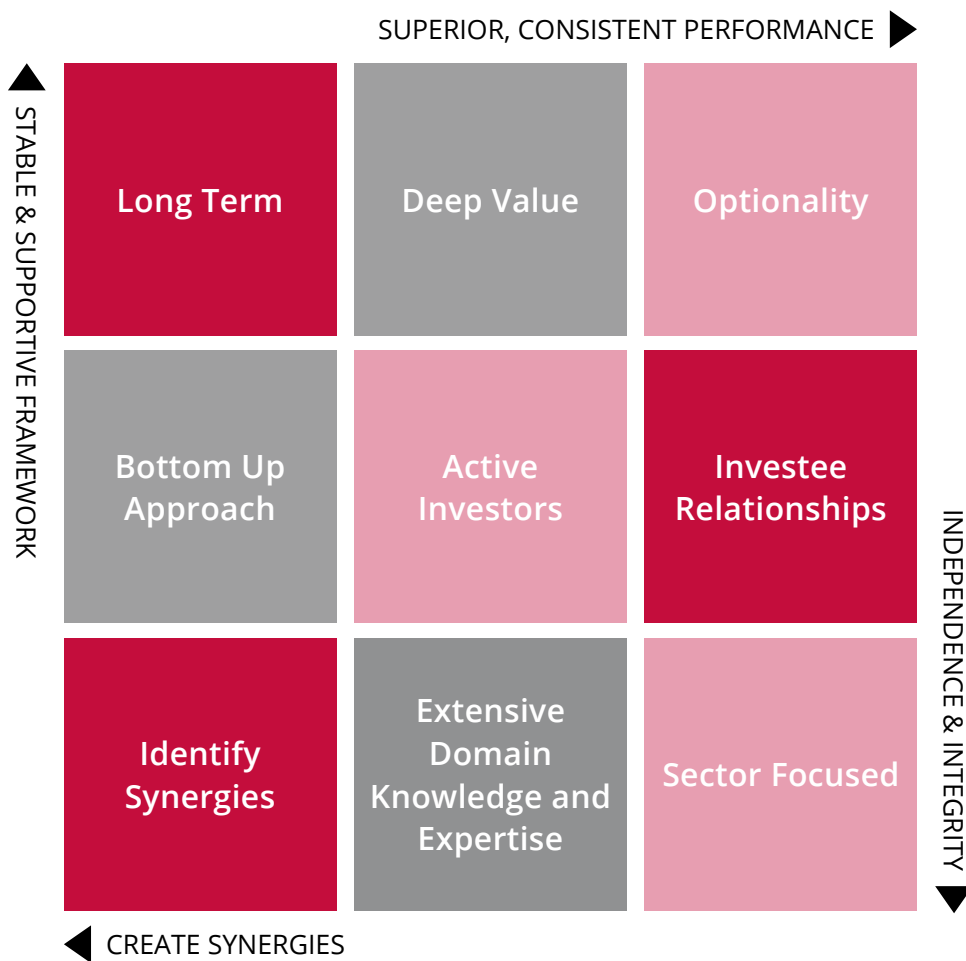 SUPERIOR, CONSISTENT PERFORMANCE
STABLE & SUPPORTIVE FRAMEWORK
Long Term
Deep Value
Optionality
Bottom Up
Approach
Active
Investors
Investee
Relationships
Identify
Synergies
Extensive
Domain
Knowledge and
Expertise
Sector Focused
INDEPENDENCE & INTEGRITY
CREATE SYNERGIES